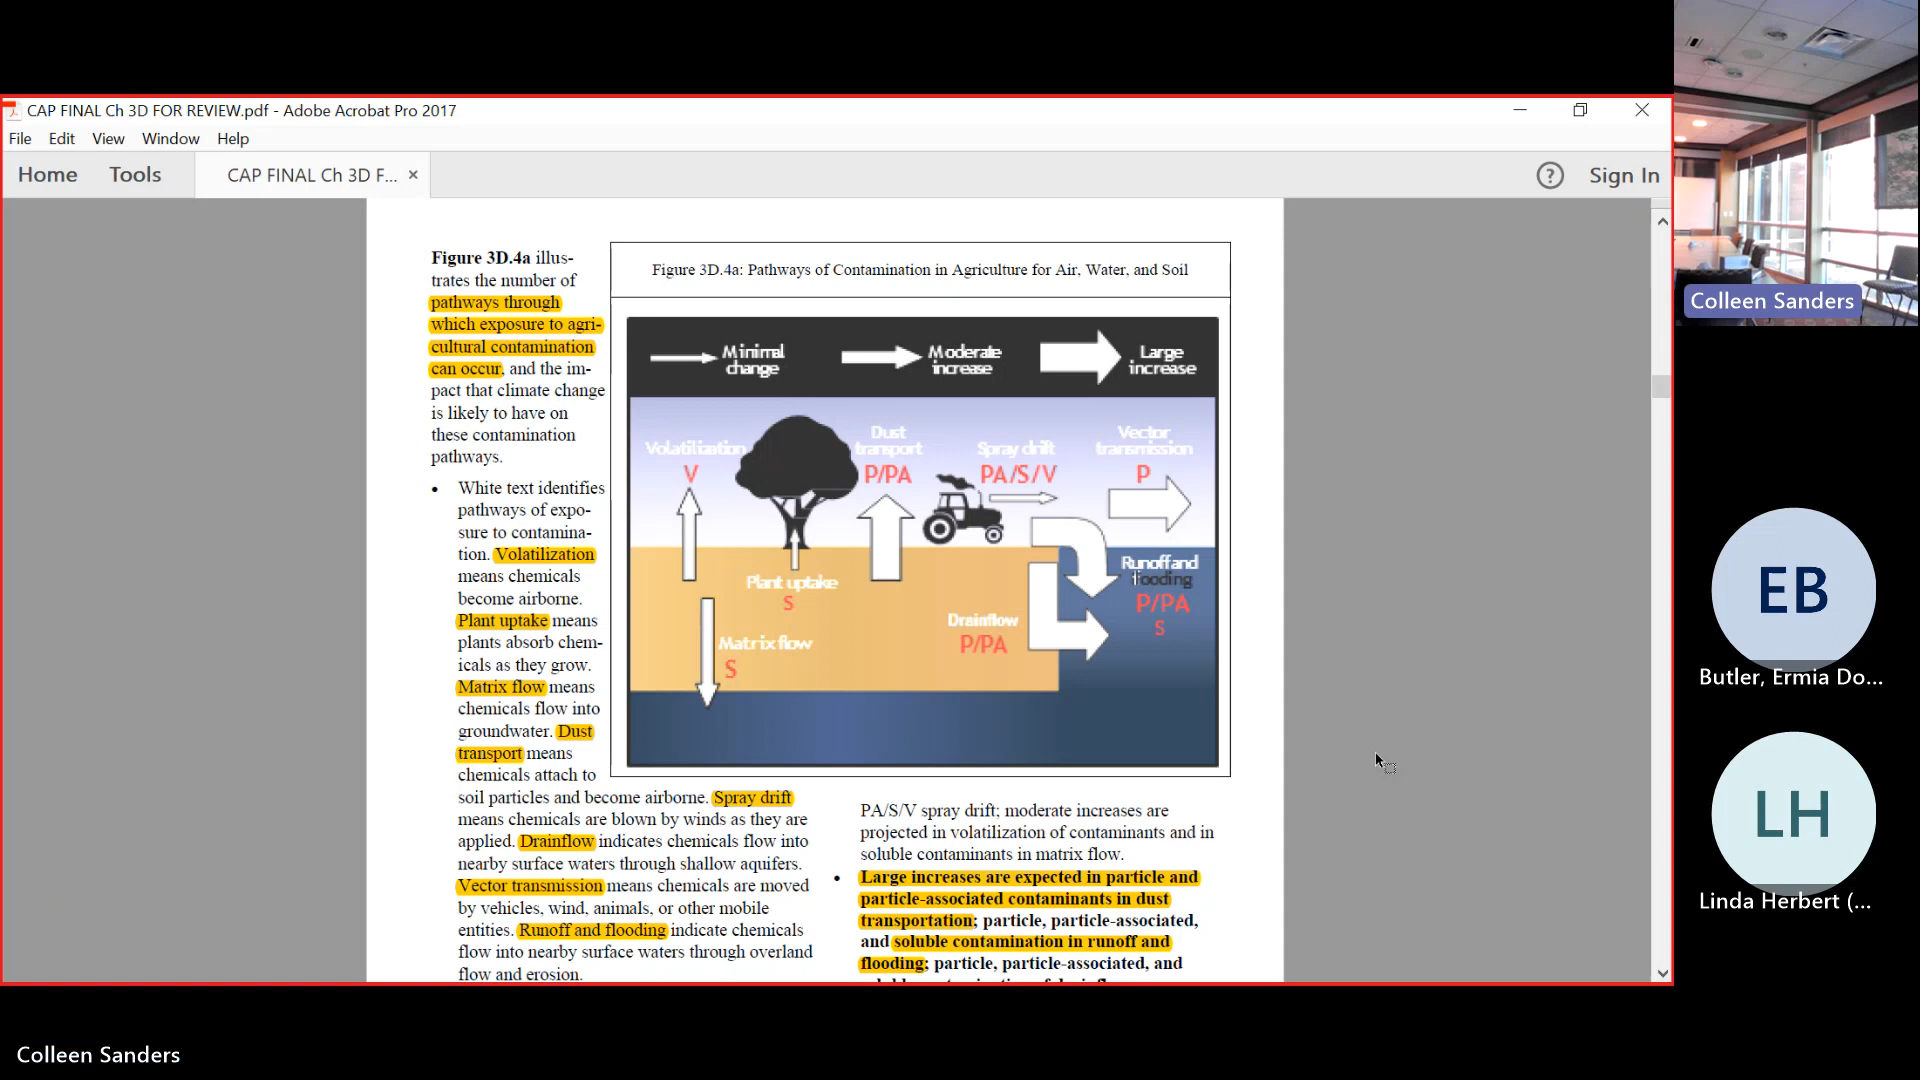 CAP FINAL Ch 3D FOR REVIEW.pdf - Adobe Acrobat Pro 2017
File Edit View Window Help
Home Tools CAP FINAL Ch 3D F... × ? Sign In
Figure 3D.4a illus-
trates the number of
pathways through
which exposure to agri-
cultural contamination
can occur, and the im-
pact that climate change
is likely to have on
these contamination
pathways.
• White text identifies
pathways of expo-
sure to contamina-
tion. Volatilization
means chemicals
become airborne.
Plant uptake means
plants absorb chem-
icals as they grow.
Matrix flow means
chemicals flow into
groundwater. Dust
transport means
chemicals attach to
soil particles and become airborne. Spray drift
means chemicals are blown by winds as they are
applied. Drainflow indicates chemicals flow into
nearby surface waters through shallow aquifers.
Vector transmission means chemicals are moved
by vehicles, wind, animals, or other mobile
entities. Runoff and flooding indicate chemicals
flow into nearby surface waters through overland
flow and erosion.
Figure 3D.4a: Pathways of Contamination in Agriculture for Air, Water, and Soil
Minimal
change
Moderate
increase
Large
increase
Volatilization
V
Dust
transport
P/PA
Spray drift
PA/S/V
Vector
transmission
P
Plant uptake
S
Matrix flow
S
Drainflow
P/PA
Runoff and
flooding
P/PA
S
PA/S/V spray drift; moderate increases are
projected in volatilization of contaminants and in
soluble contaminants in matrix flow.
• Large increases are expected in particle and
particle-associated contaminants in dust
transportation; particle, particle-associated,
and soluble contamination in runoff and
flooding; particle, particle-associated, and
Colleen Sanders
EB
Butler, Ermia Do...
LH
Linda Herbert (...
Colleen Sanders